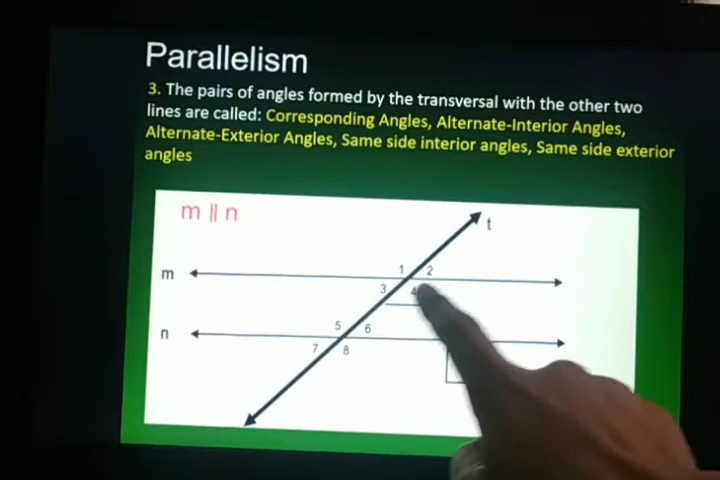 Parallelism
3. The pairs of angles formed by the transversal with the other two
lines are called: Corresponding Angles, Alternate-Interior Angles,
Alternate-Exterior Angles, Same side interior angles, Same side exterior
angles
m || n
t
1 2
m
3 4
5 6
n
7 8